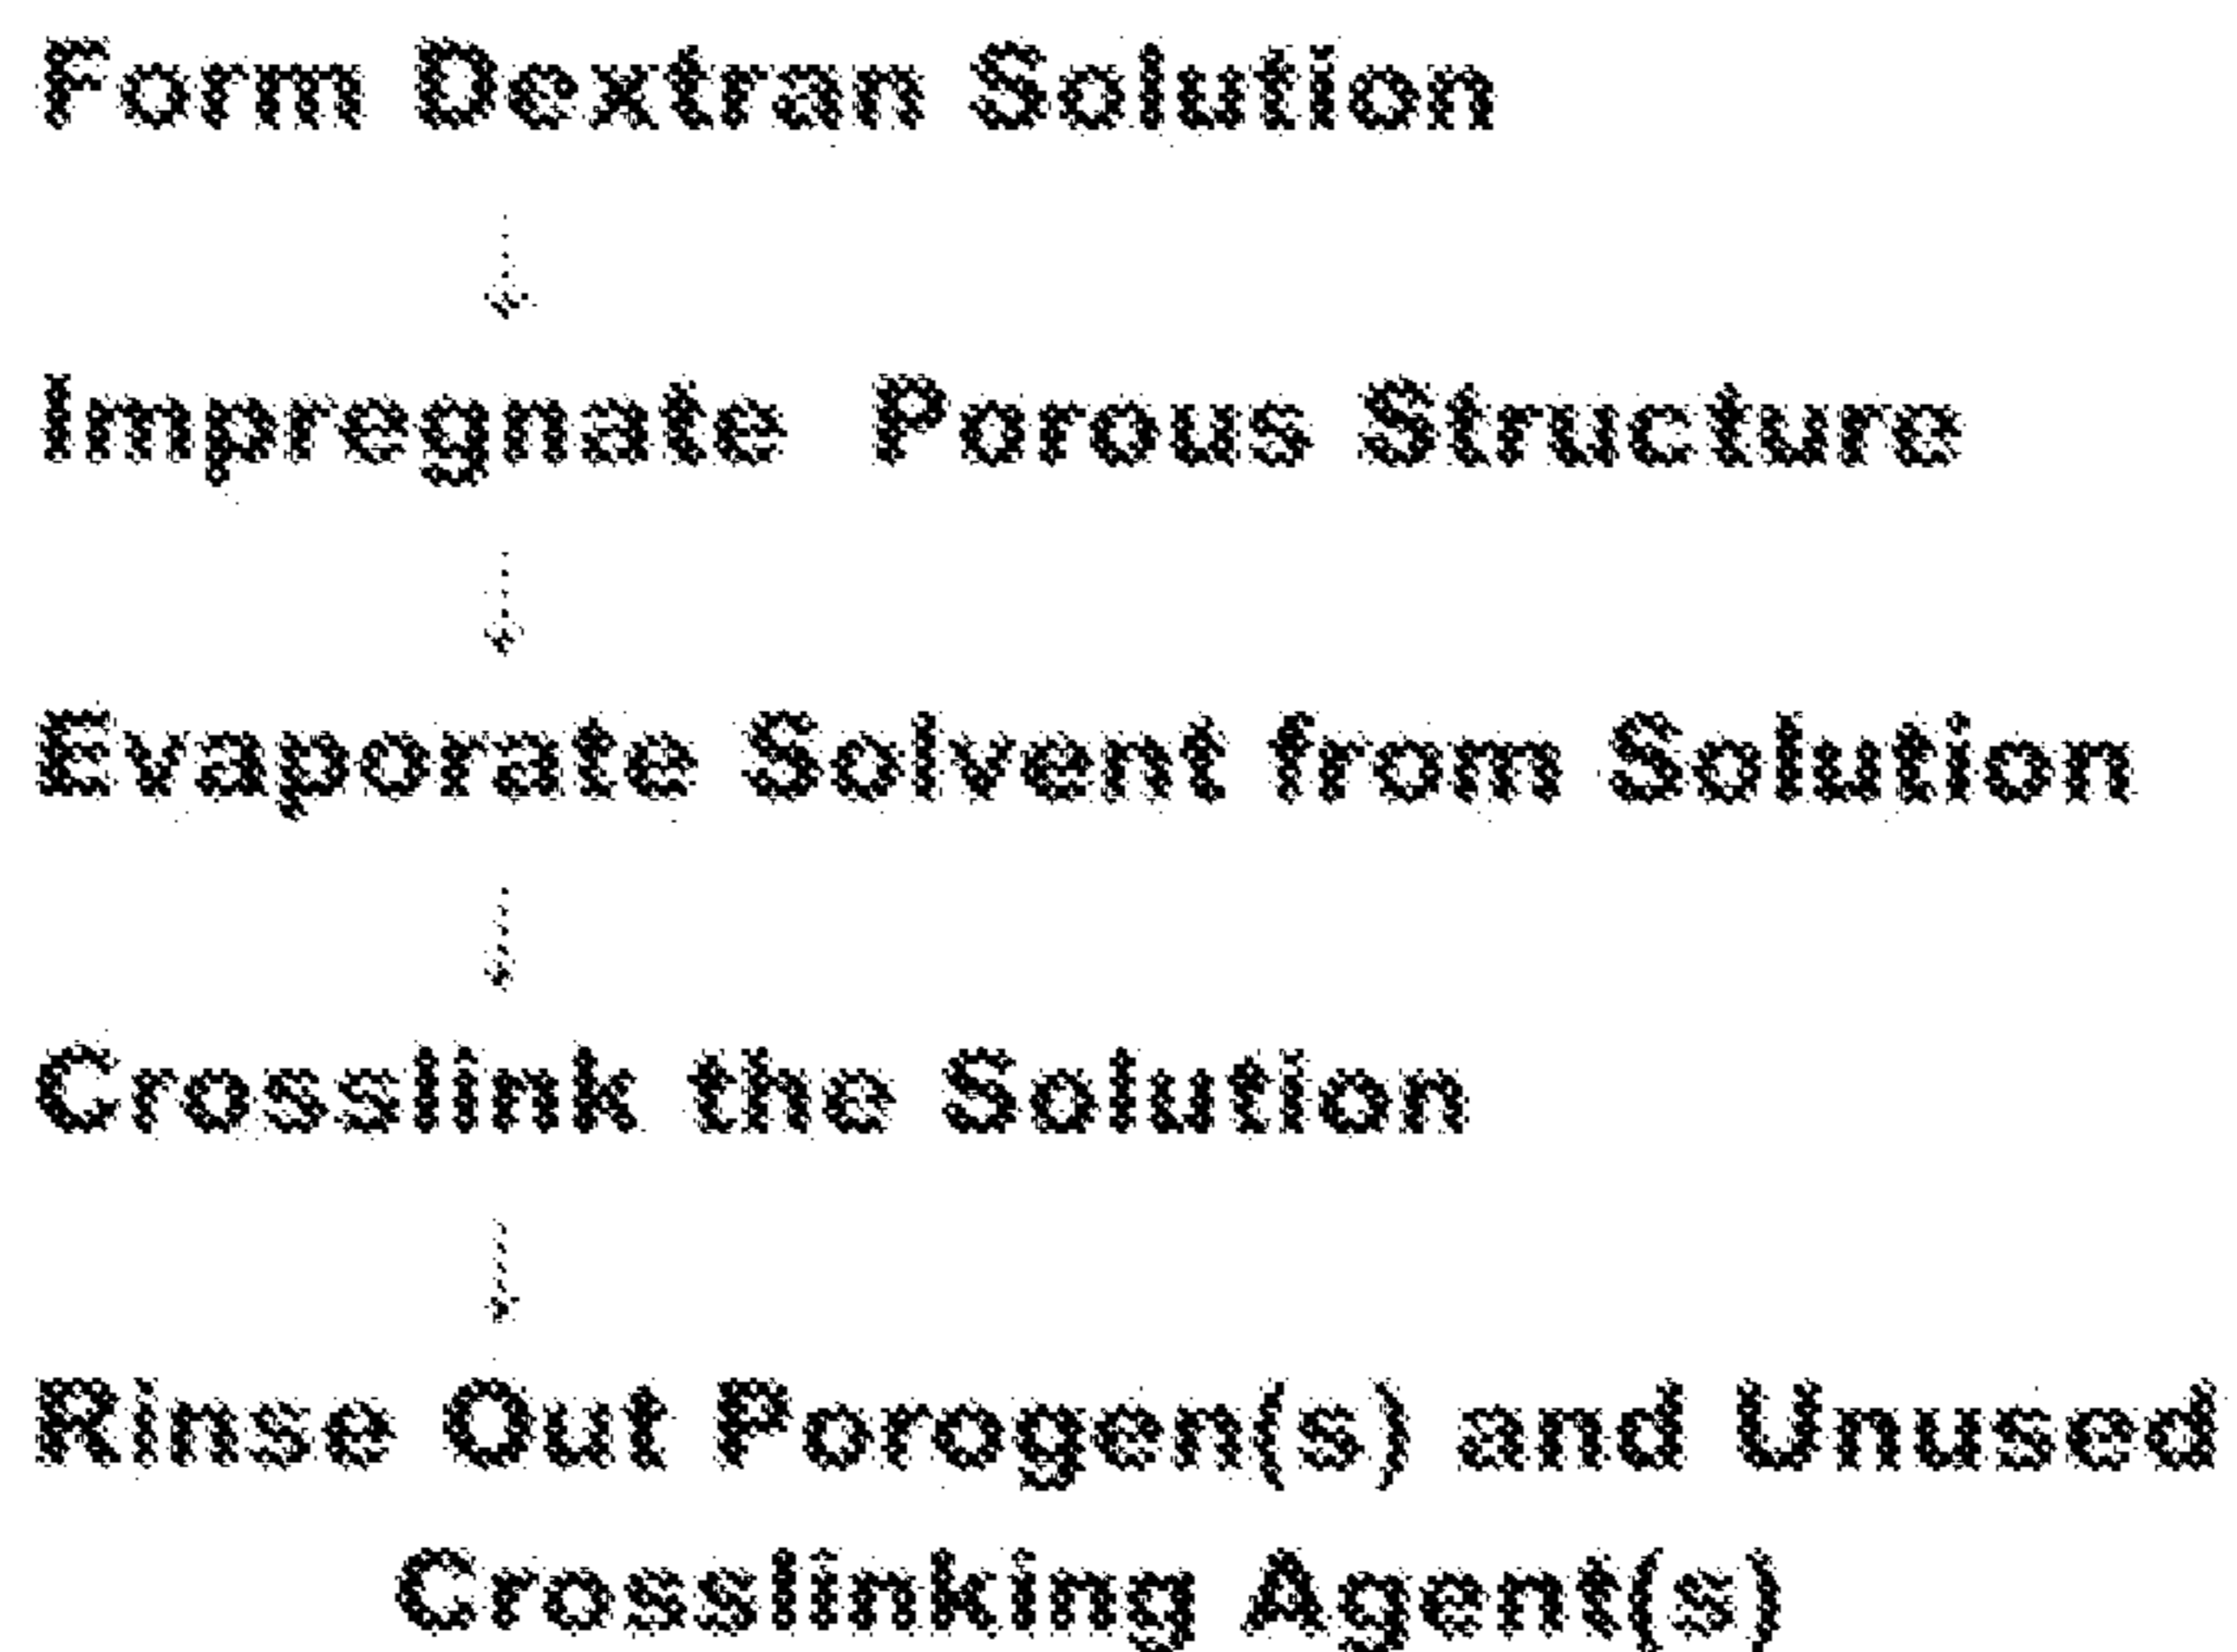 Form Dextran Solution
Impregnate Porous Structure
Evaporate Solvent from Solution
Crosslink the Solution
Rinse Out Porogen(s) and Unused
Crosslinking Agent(s)